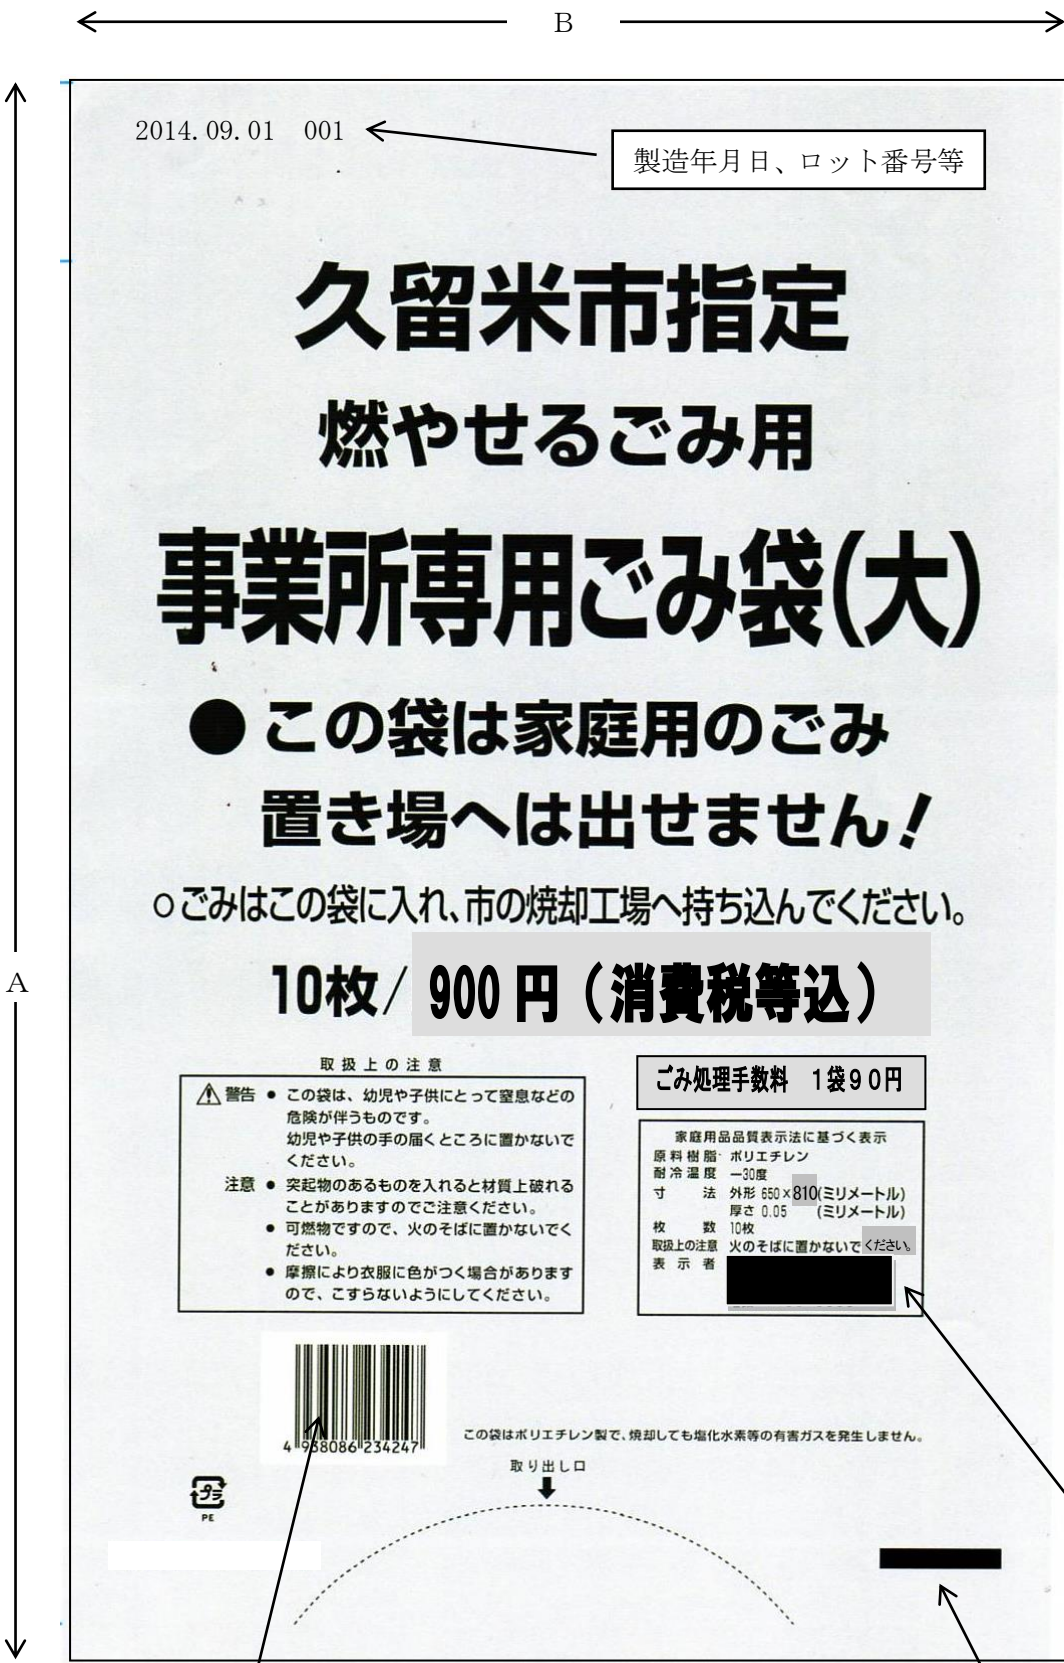 B
2014.09.01 001
製造年月日、ロット番号等
久留米市指定
燃やせるごみ用
事業所専用ごみ袋(大)
● この袋は家庭用のごみ
置き場へは出せません!
○ごみはこの袋に入れ、市の焼却工場へ持ち込んでください。
A
10枚/ 900円(消費税等込)
取扱上の注意
警告 ● この袋は、幼児や子供にとって窒息などの
危険が伴うものです。
幼児や子供の手の届くところに置かないで
ください。
注意 ● 突起物のあるものを入れると材質上破れる
ことがありますのでご注意ください。
● 可燃物ですので、火のそばに置かないでく
ださい。
● 摩擦により衣服に色がつく場合があります
ので、こすらないようにしてください。
ごみ処理手数料 1袋90円
家庭用品品質表示法に基づく表示
原料樹脂 ポリエチレン
耐冷温度 −30度
寸法 外形 650×810(ミリメートル)
厚さ 0.05 (ミリメートル)
枚数 10枚
取扱上の注意 火のそばに置かないでください。
表示者
4 938086 234247
この袋はポリエチレン製で、焼却しても塩化水素等の有害ガスを発生しません。
取り出し口
プラ
PE